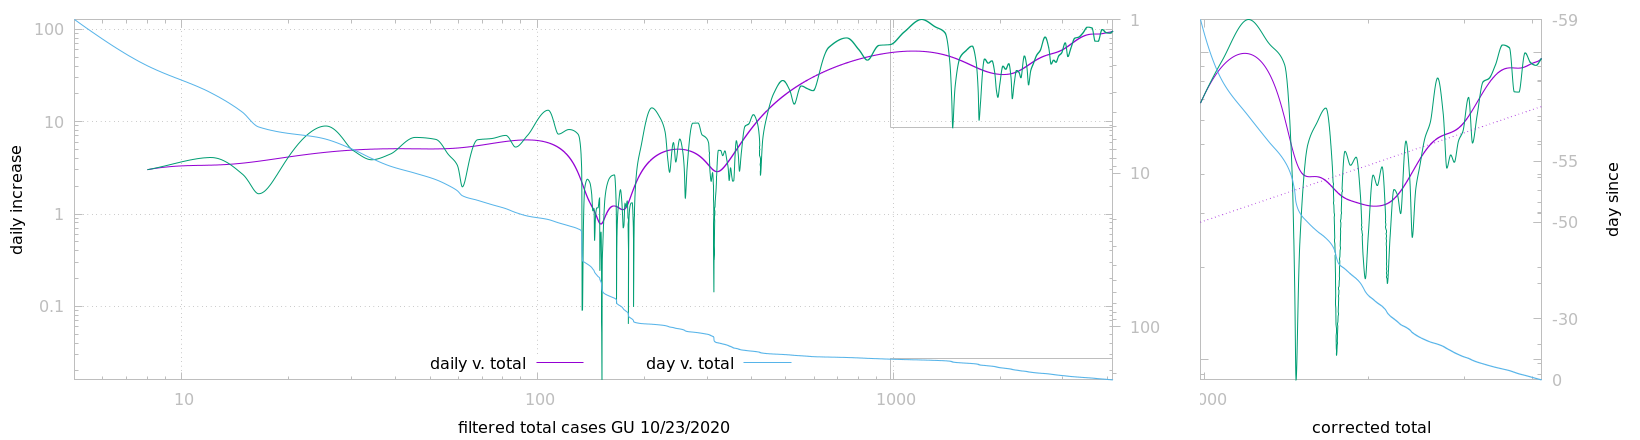 100
10
1
0.1
daily increase
10
100
1000
filtered total cases GU 10/23/2020
daily v. total
day v. total
1
10
100
000
corrected total
-59
-55
-50
-30
0
day since